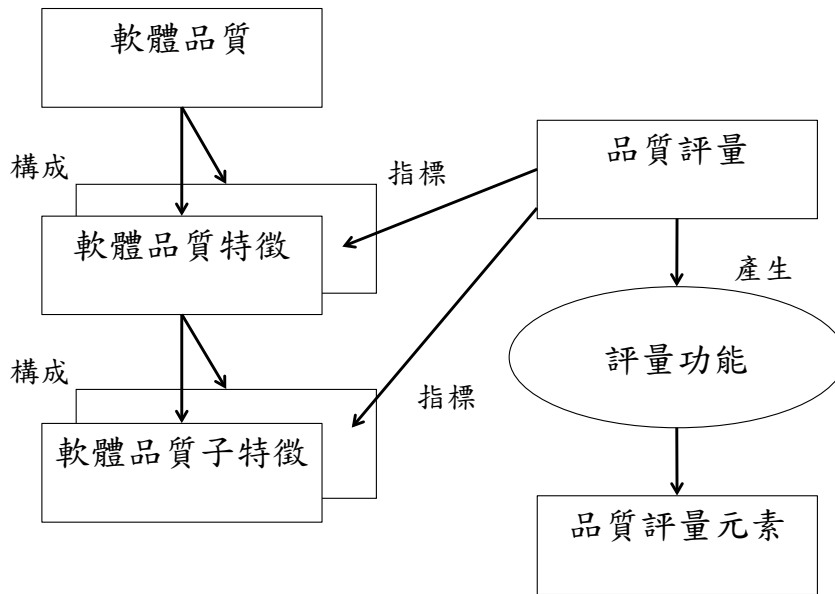 軟體品質
構成
指標
品質評量
軟體品質特徵
產生
構成
指標
評量功能
軟體品質子特徵
品質評量元素